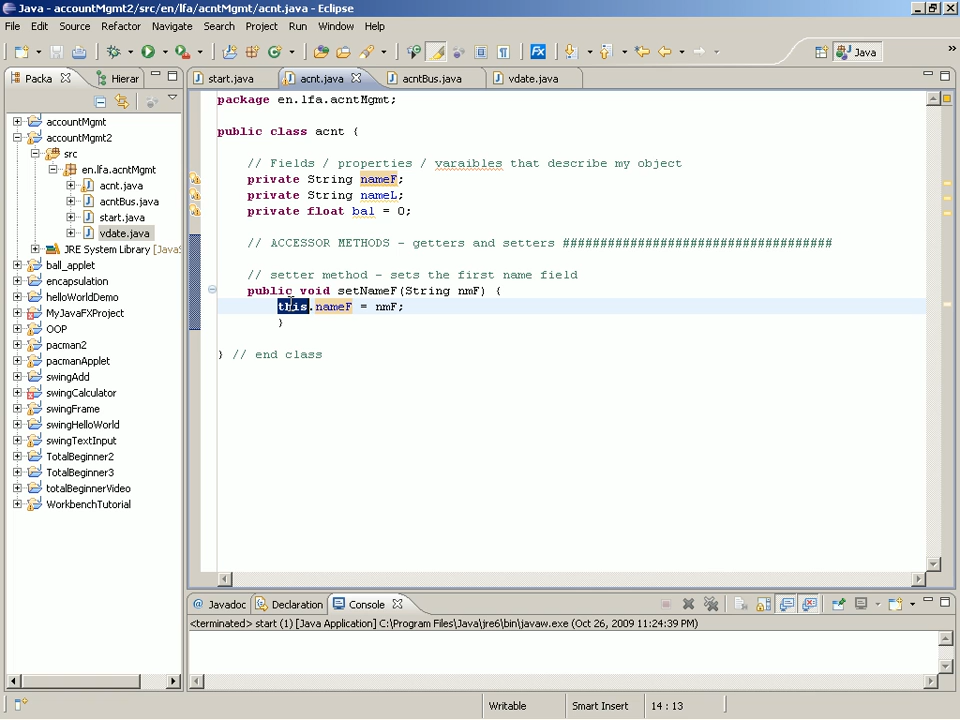 Java - accountMgmt2/src/en/lfa/acntMgmt/acnt.java - Eclipse
File Edit Source Refactor Navigate Search Project Run Window Help
Java
Packa Hierar
start.java acnt.java acntBus.java vdate.java
accountMgmt
accountMgmt2
src
en.lfa.acntMgmt
acnt.java
acntBus.java
start.java
vdate.java
JRE System Library [JavaS
ball_applet
encapsulation
helloWorldDemo
MyJavaFXProject
OOP
pacman2
pacmanApplet
swingAdd
swingCalculator
swingFrame
swingHelloWorld
swingTextInput
TotalBeginner2
TotalBeginner3
totalBeginnerVideo
WorkbenchTutorial
package en.lfa.acntMgmt;
public class acnt {
// Fields / properties / varaibles that describe my object
private String nameF;
private String nameL;
private float bal = 0;
// ACCESSOR METHODS - getters and setters ####################################
// setter method - sets the first name field
public void setNameF(String nmF) {
this.nameF = nmF;
}
} // end class
@ Javadoc Declaration Console
<terminated> start (1) [Java Application] C:\Program Files\Java\jre6\bin\javaw.exe (Oct 26, 2009 11:24:39 PM)
Writable Smart Insert 14 : 13